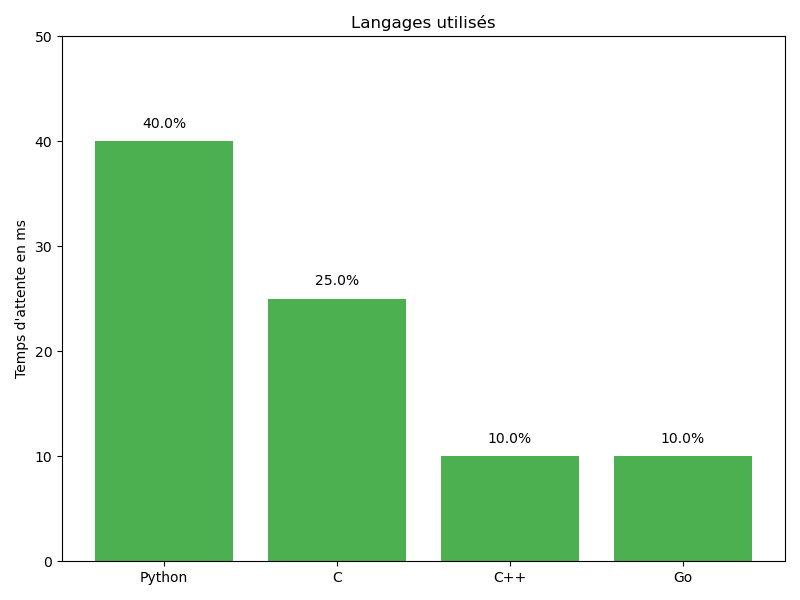 Langages utilisés
Temps d'attente en ms
50
40
30
20
10
0
40.0%
25.0%
10.0%
10.0%
Python
C
C++
Go